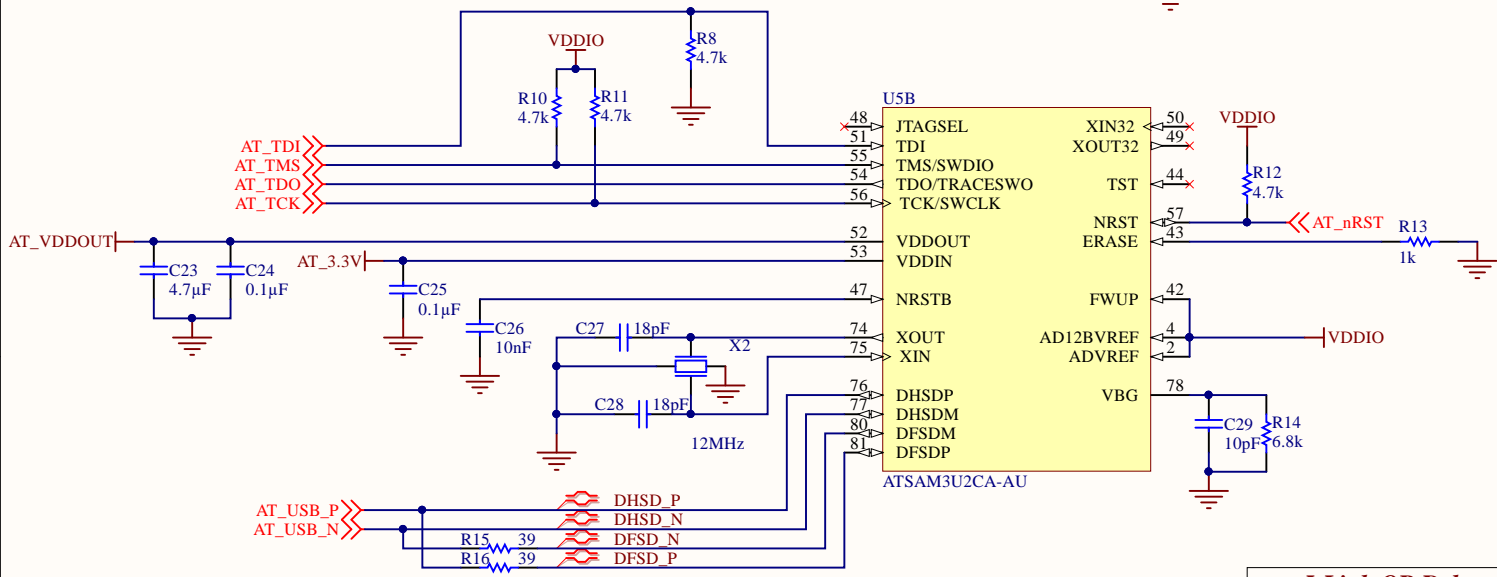 R8
4.7k
VDDIO
R10
4.7k
R11
4.7k
U5B
AT_TDI
AT_TMS
AT_TDO
AT_TCK
48
51
55
54
56
JTAGSEL
TDI
TMS/SWDIO
TDO/TRACESWO
TCK/SWCLK
XIN32
XOUT32
TST
NRST
ERASE
50
49
44
57
43
VDDIO
R12
4.7k
AT_nRST
R13
1k
AT_VDDOUT
52
VDDOUT
C23
4.7µF
C24
0.1µF
AT_3.3V
53
VDDIN
C25
0.1µF
47
NRSTB
C26
10nF
C27
18pF
X2
74
75
XOUT
XIN
C28
18pF
12MHz
FWUP
AD12BVREF
ADVREF
42
4
2
VDDIO
76
77
80
81
DHSDP
DHSDM
DFSDM
DFSDP
VBG
78
C29
10pF
R14
6.8k
ATSAM3U2CA-AU
AT_USB_P
AT_USB_N
DHSD_P
DHSD_N
R15
39
DFSD_N
R16
39
DFSD_P